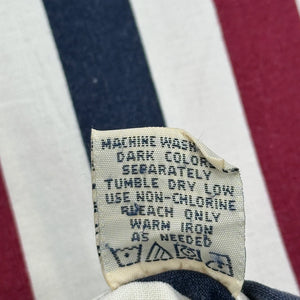 MACHINE WASH
DARK COLORS
SEPARATELY
TUMBLE DRY LOW
USE NON-CHLORINE
BLEACH ONLY
WARM IRON
AS NEEDED